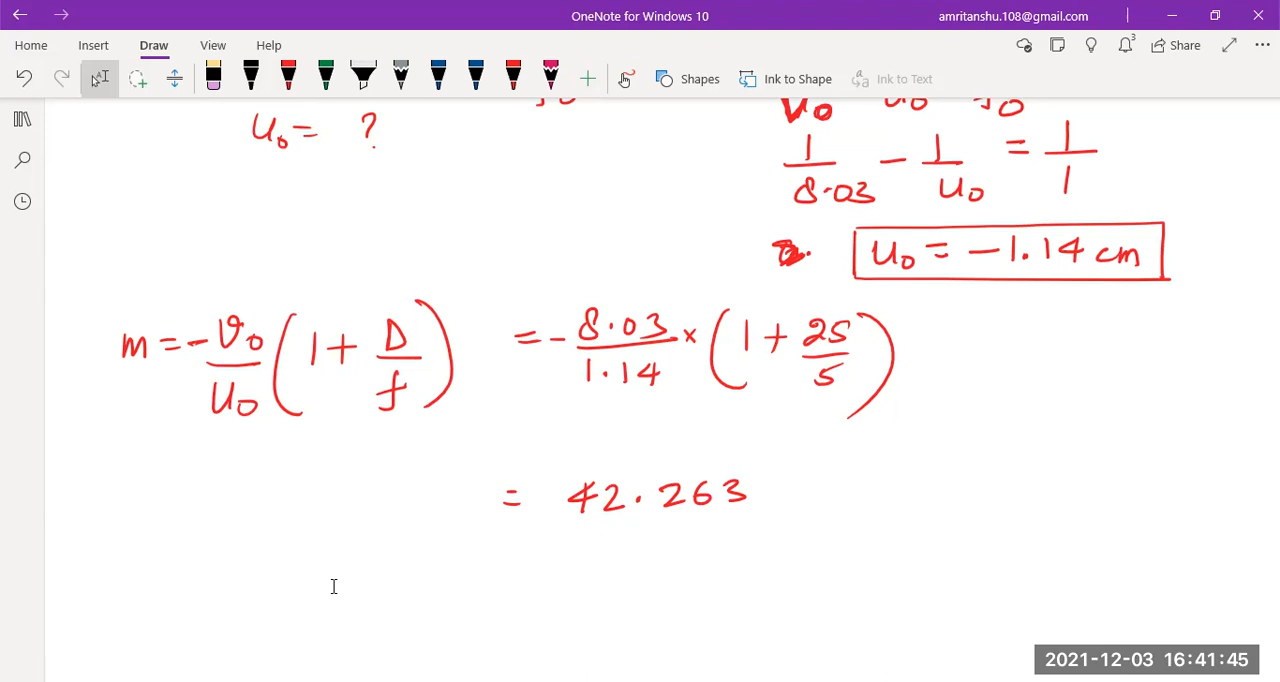 OneNote for Windows 10
amritanshu.108@gmail.com
Home Insert Draw View Help
Share
Shapes
Ink to Shape
Ink to Text
u₀ = ?
1/8.03 - 1/u₀ = 1/1
u₀ = -1.14 cm
m = -v₀/u₀ (1 + D/f) = -8.03/1.14 × (1 + 25/5)
= 42.263
2021-12-03 16:41:45